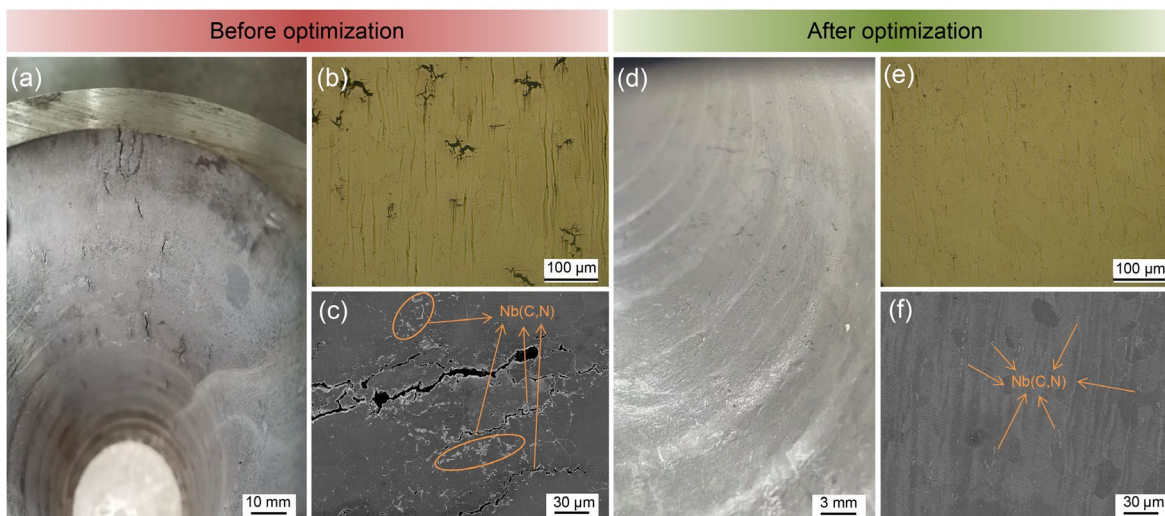 Before optimization
After optimization
(a)
(b)
(d)
(e)
100 µm
100 µm
(c)
Nb(C,N)
(f)
Nb(C,N)
10 mm
30 µm
3 mm
30 µm